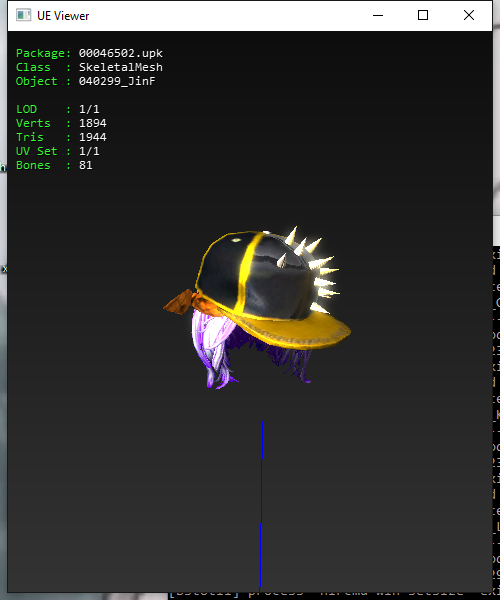 UE Viewer
Package: 00046502.upk
Class : SkeletalMesh
Object : 040299_JinF
LOD : 1/1
Verts : 1894
Tris : 1944
UV Set : 1/1
Bones : 81